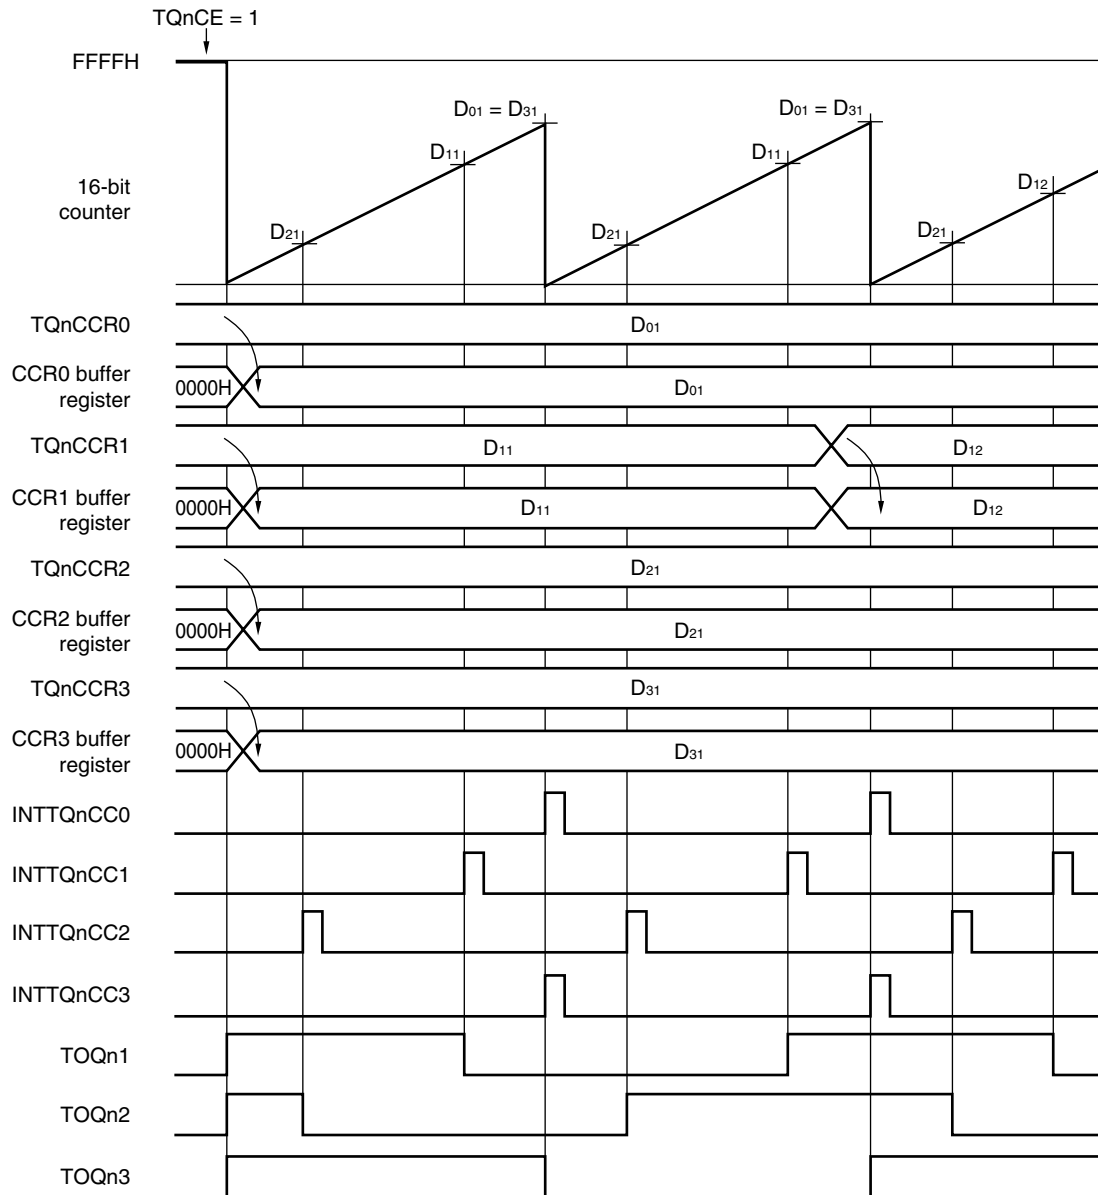 TQnCE = 1
FFFFH
D01 = D31
D01 = D31
D11
D11
16-bit
counter
D12
D21
D21
D21
TQnCCR0
D01
CCR0 buffer
register
0000H
D01
TQnCCR1
D11
D12
CCR1 buffer
register
0000H
D11
D12
TQnCCR2
D21
CCR2 buffer
register
0000H
D21
TQnCCR3
D31
CCR3 buffer
register
0000H
D31
INTTQnCC0
INTTQnCC1
INTTQnCC2
INTTQnCC3
TOQn1
TOQn2
TOQn3